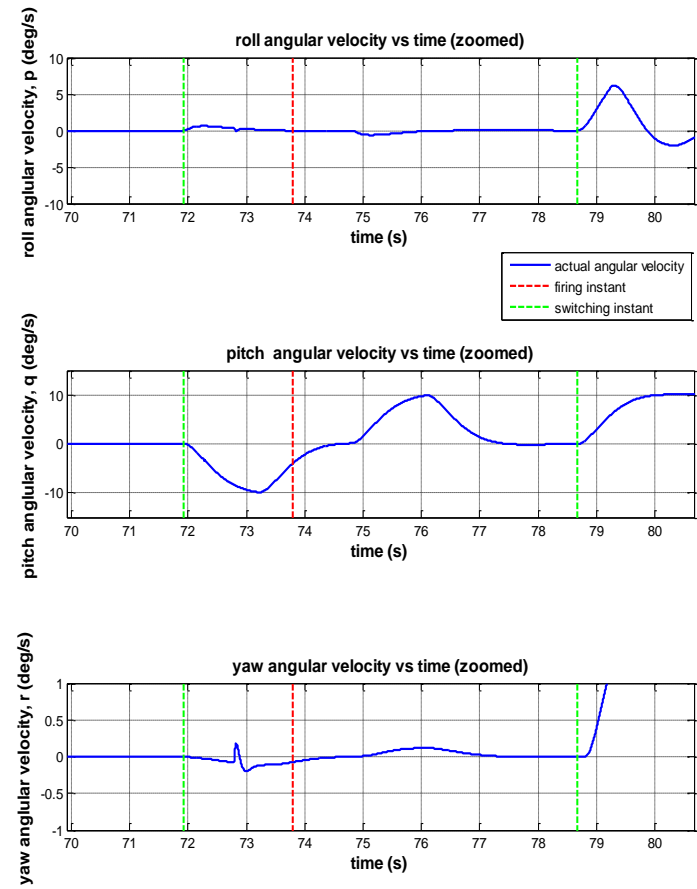 roll angular velocity vs time (zoomed)
roll anglular velocity, p (deg/s)
10
5
0
-5
-10
70 71 72 73 74 75 76 77 78 79 80
time (s)
actual angular velocity
firing instant
switching instant
pitch angular velocity vs time (zoomed)
pitch anglular velocity, q (deg/s)
10
0
-10
70 71 72 73 74 75 76 77 78 79 80
time (s)
yaw angular velocity vs time (zoomed)
yaw anglular velocity, r (deg/s)
1
0.5
0
-0.5
-1
70 71 72 73 74 75 76 77 78 79 80
time (s)